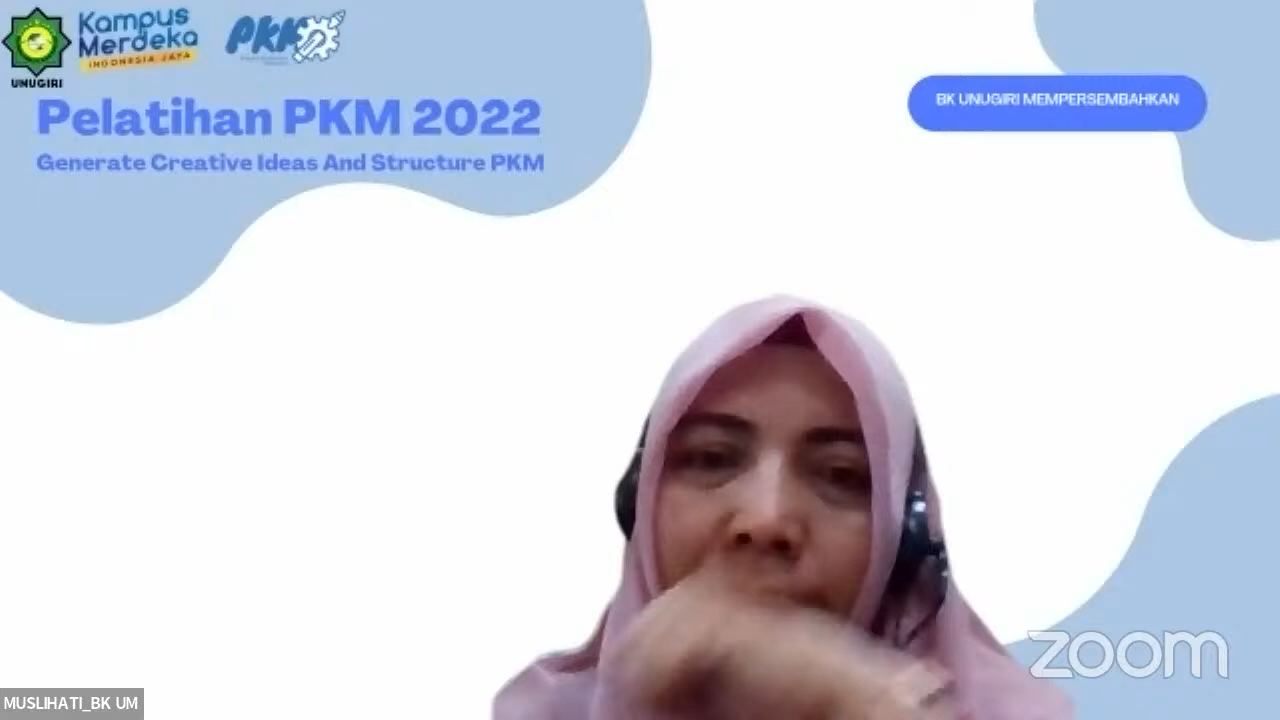 Kampus
Merdeka
INDONESIA JAYA
PKM
UNUGIRI
Pelatihan PKM 2022
Generate Creative Ideas And Structure PKM
BK UNUGIRI MEMPERSEMBAHKAN
zoom
MUSLIHATI_BK UM